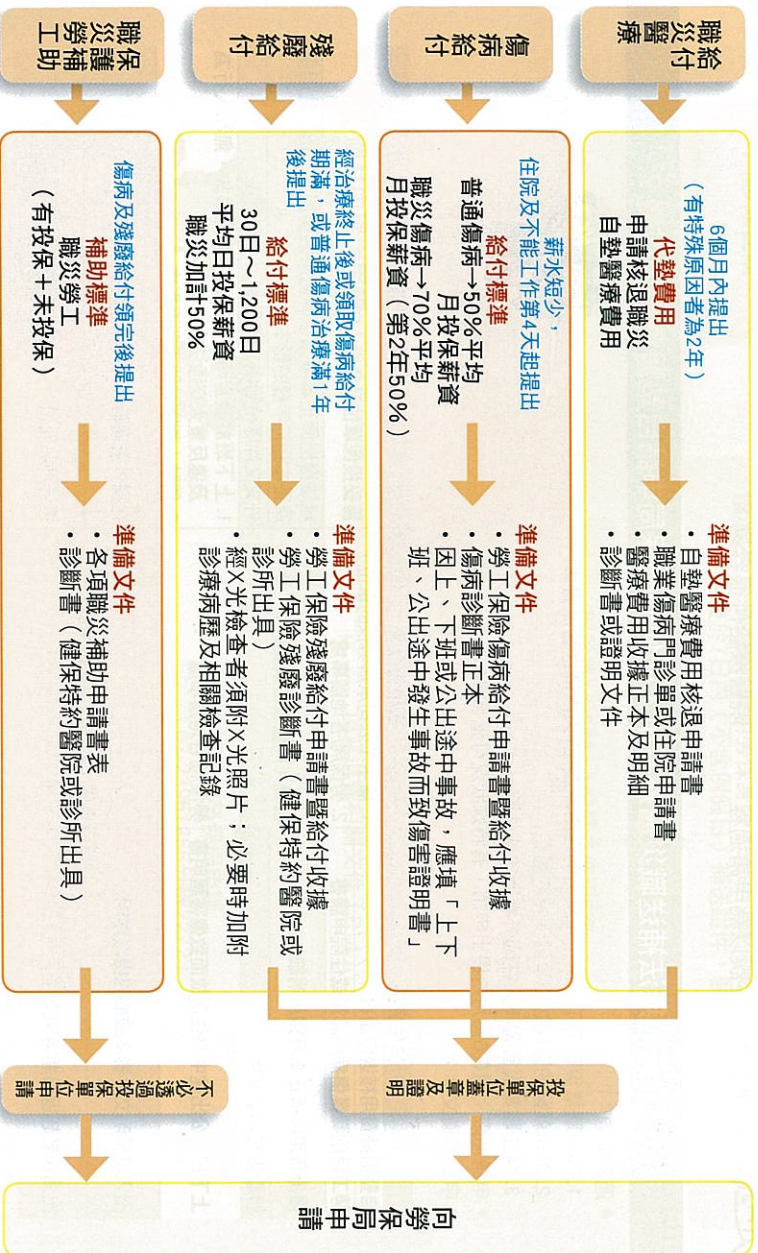 職災醫療給付
6個月內提出
(有特殊原因者為2年)
代墊費用
申請核退職災
自墊醫療費用
準備文件
・自墊醫療費用核退申請書
・職業傷病門診單或住院申請書
・醫療費用收據正本及明細
・診斷書或證明文件
傷病給付
薪水短少，
住院及不能工作第4天起提出
給付標準
普通傷病→50%平均
月投保薪資
職災傷病→70%平均
月投保薪資(第2年50%)
準備文件
・勞工保險傷病給付申請書暨給付收據
・傷病診斷書正本
・因上、下班或公出途中事故，應填「上下
班、公出途中發生事故而致傷害證明書」
殘廢給付
經治療終止後或領取傷病給付
期滿，或普通傷病治療滿1年
後提出
給付標準
30日～1,200日
平均日投保薪資
職災加計50%
準備文件
・勞工保險殘廢給付申請書暨給付收據
・勞工保險殘廢診斷書(健保特約醫院或
診所出具)
・經X光檢查者須附X光照片；必要時加附
診療病歷及相關檢查記錄
職災勞工保護補助
傷病及殘廢給付領完後提出
補助標準
職災勞工
(有投保＋未投保)
準備文件
・各項職災補助申請書表
・診斷書(健保特約醫院或診所出具)
投保單位蓋章及證明
不必透過投保單位申請
向勞保局申請